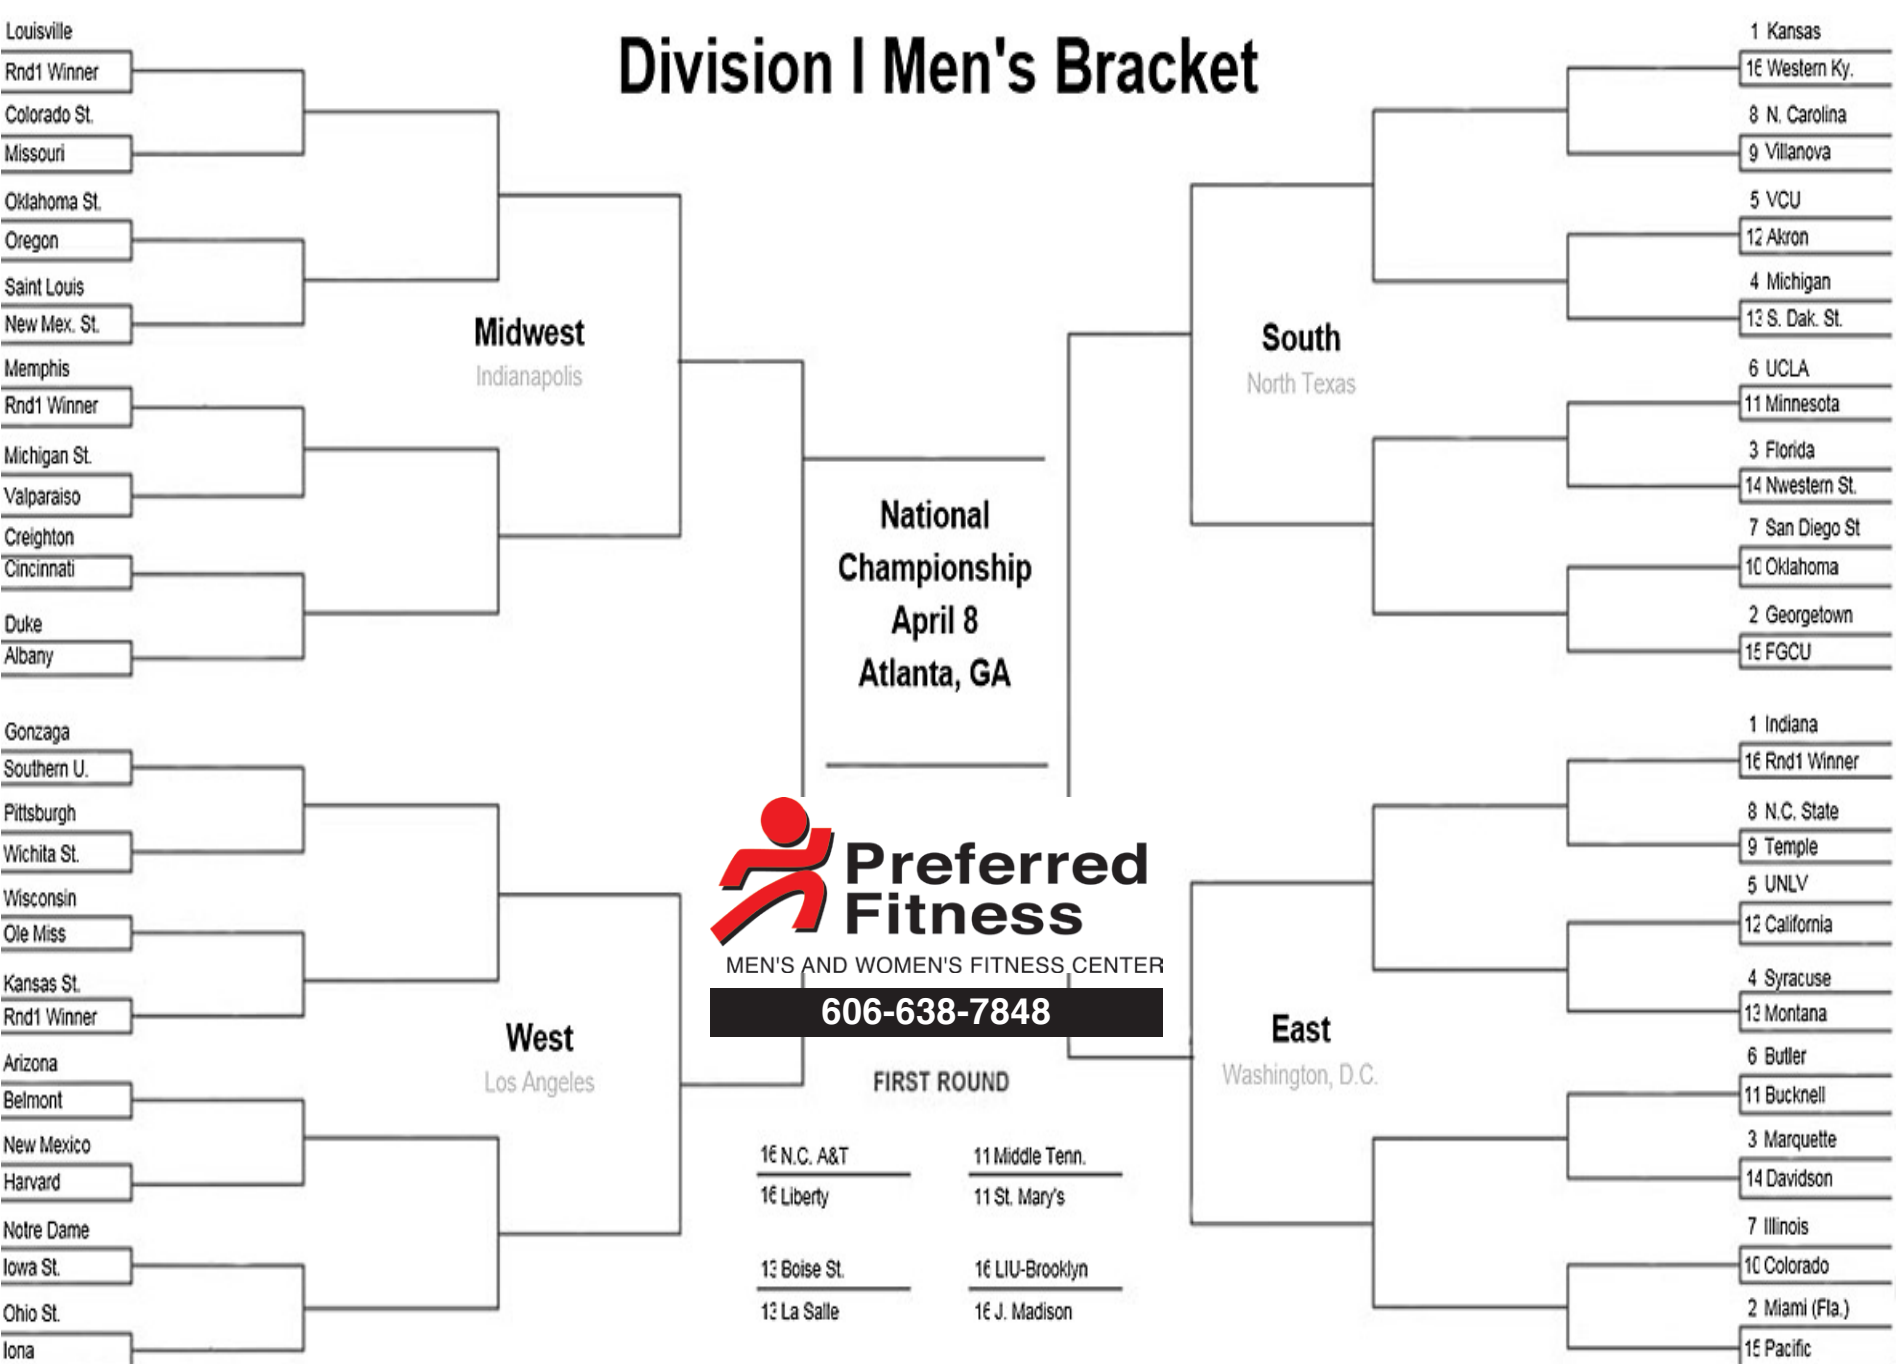 Division I Men's Bracket
Louisville
Rnd1 Winner
Colorado St.
Missouri
Oklahoma St.
Oregon
Saint Louis
New Mex. St.
Memphis
Rnd1 Winner
Michigan St.
Valparaiso
Creighton
Cincinnati
Duke
Albany
Midwest
Indianapolis
Gonzaga
Southern U.
Pittsburgh
Wichita St.
Wisconsin
Ole Miss
Kansas St.
Rnd1 Winner
Arizona
Belmont
New Mexico
Harvard
Notre Dame
Iowa St.
Ohio St.
Iona
West
Los Angeles
National
Championship
April 8
Atlanta, GA
Preferred
Fitness
MEN'S AND WOMEN'S FITNESS CENTER
606-638-7848
FIRST ROUND
16 N.C. A&T
16 Liberty
13 Boise St.
13 La Salle
11 Middle Tenn.
11 St. Mary's
16 LIU-Brooklyn
16 J. Madison
South
North Texas
1 Kansas
16 Western Ky.
8 N. Carolina
9 Villanova
5 VCU
12 Akron
4 Michigan
13 S. Dak. St.
6 UCLA
11 Minnesota
3 Florida
14 Nwestern St.
7 San Diego St
10 Oklahoma
2 Georgetown
15 FGCU
East
Washington, D.C.
1 Indiana
16 Rnd1 Winner
8 N.C. State
9 Temple
5 UNLV
12 California
4 Syracuse
13 Montana
6 Butler
11 Bucknell
3 Marquette
14 Davidson
7 Illinois
10 Colorado
2 Miami (Fla.)
15 Pacific